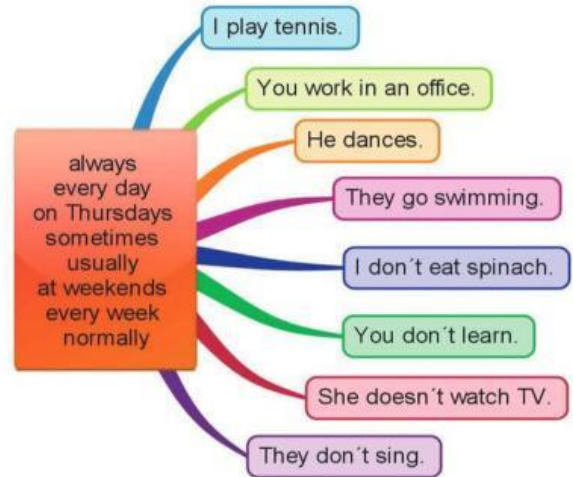 I play tennis.
You work in an office.
He dances.
They go swimming.
I don´t eat spinach.
You don´t learn.
She doesn´t watch TV.
They don´t sing.
always
every day
on Thursdays
sometimes
usually
at weekends
every week
normally